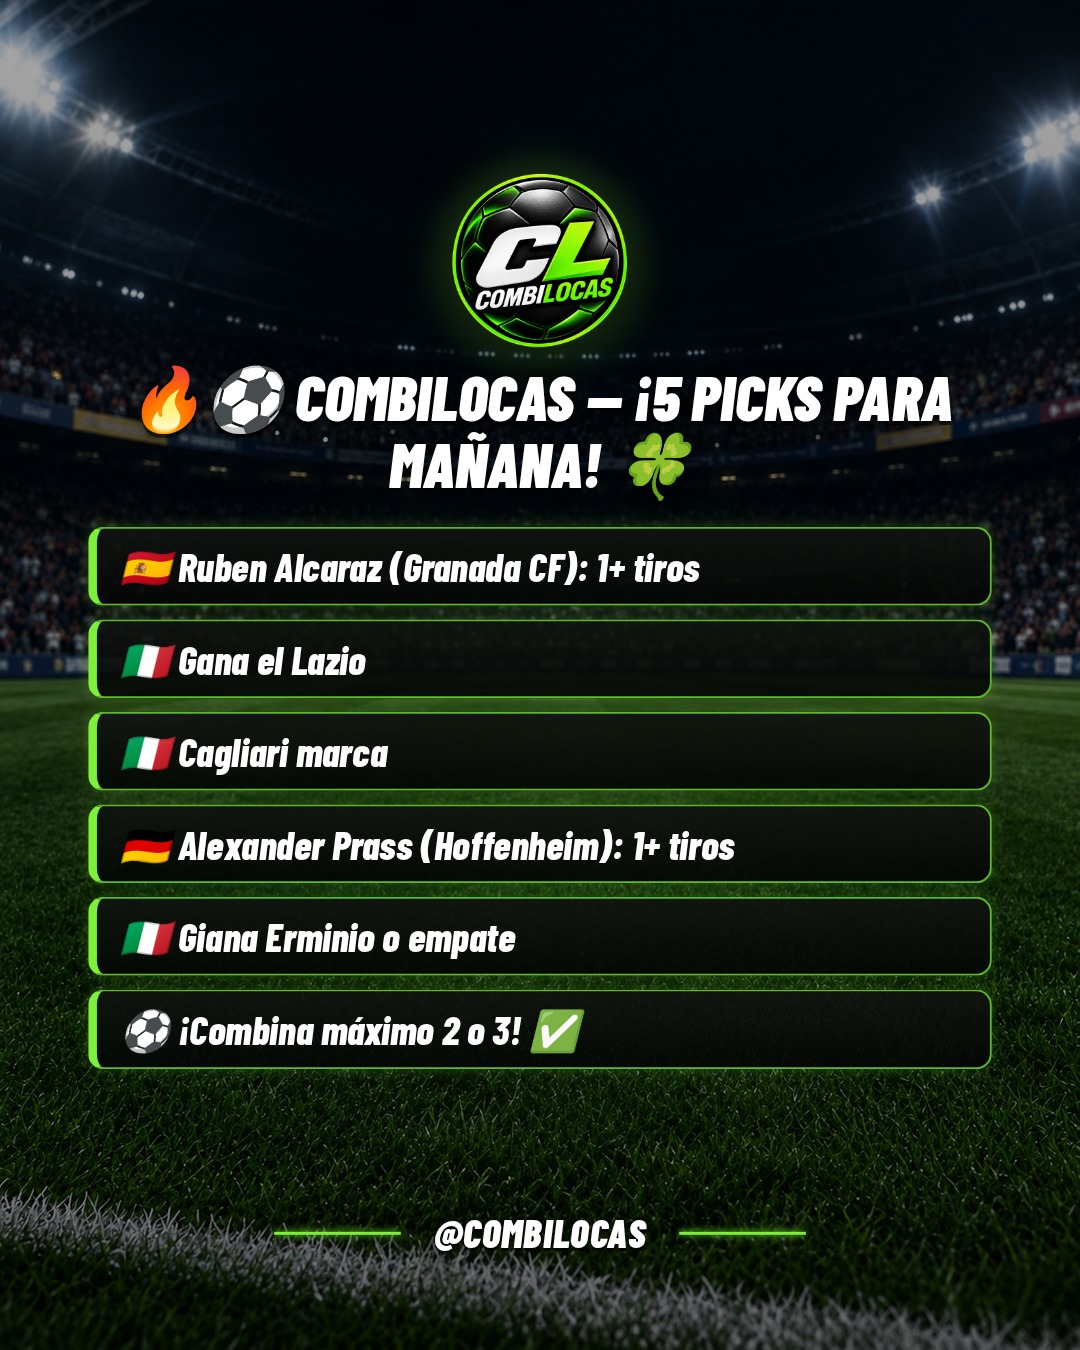 CL
COMBILOCAS
🔥⚽ COMBILOCAS – ¡5 PICKS PARA
MAÑANA! 🍀
🇪🇸 Ruben Alcaraz (Granada CF): 1+ tiros
🇮🇹 Gana el Lazio
🇮🇹 Cagliari marca
🇩🇪 Alexander Prass (Hoffenheim): 1+ tiros
🇮🇹 Giana Erminio o empate
⚽ ¡Combina máximo 2 o 3! ✅
@COMBILOCAS